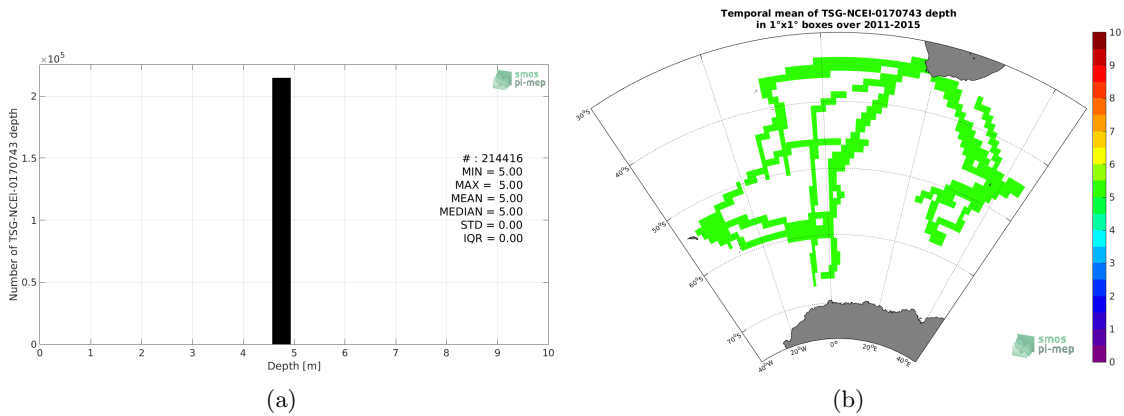 ×10⁵
2
1.5
1
0.5
0
0 1 2 3 4 5 6 7 8 9 10
Number of TSG-NCEI-0170743 depth
Depth [m]
smos
pi-mep
# : 214416
MIN = 5.00
MAX = 5.00
MEAN = 5.00
MEDIAN = 5.00
STD = 0.00
IQR = 0.00
(a)
Temporal mean of TSG-NCEI-0170743 depth
in 1°x1° boxes over 2011-2015
30°S
40°S
50°S
60°S
70°S
40°W
20°W
0°
20°E
40°E
smos
pi-mep
10
9
8
7
6
5
4
3
2
1
0
(b)